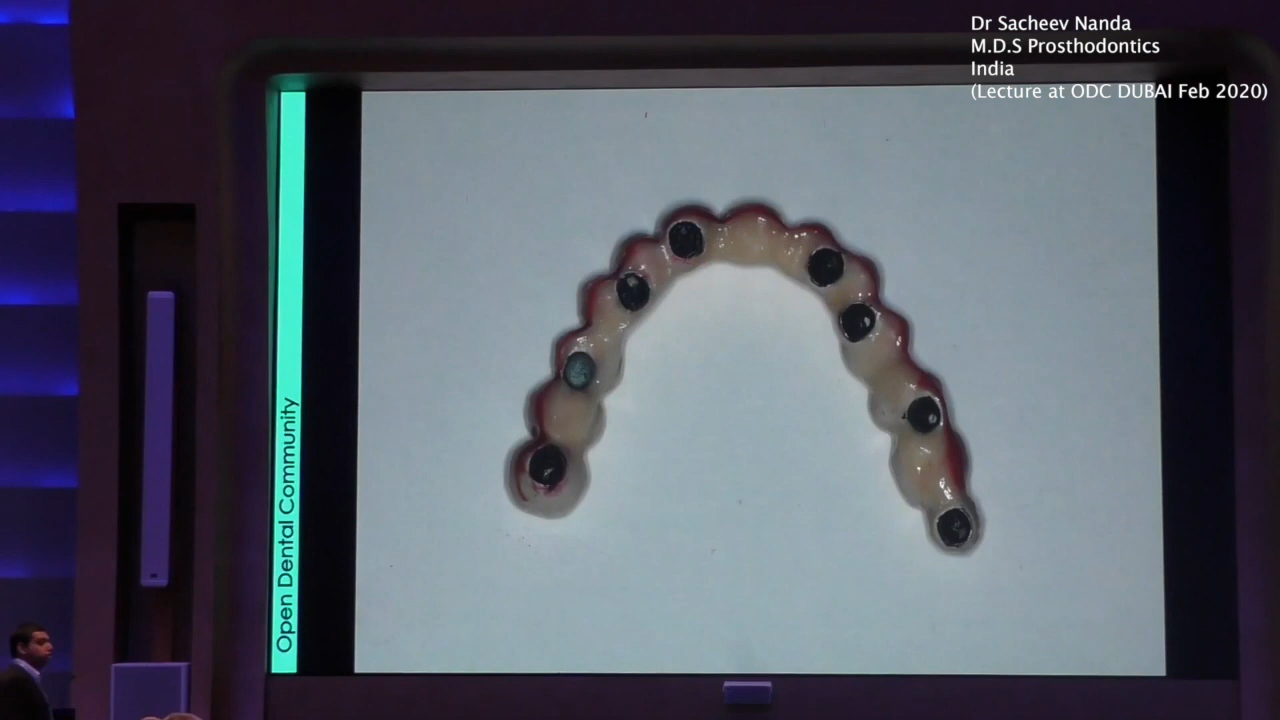 Dr Sacheev Nanda
M.D.S Prosthodontics
India
(Lecture at ODC DUBAI Feb 2020)
Open Dental Community